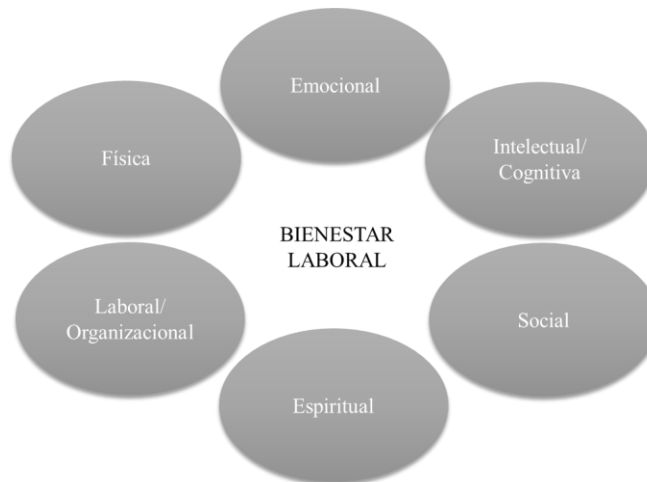 Emocional
Física
Intelectual/
Cognitiva
BIENESTAR
LABORAL
Laboral/
Organizacional
Social
Espiritual